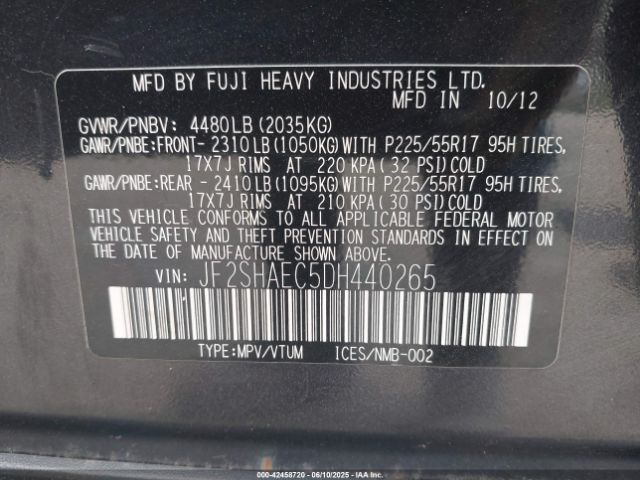 MFD BY FUJI HEAVY INDUSTRIES LTD.
MFD IN 10/12
GVWR/PNBV: 4480LB(2035KG)
GAWR/PNBE:FRONT- 2310LB(1050KG)WITH P225/55R17 95H TIRES,
17X7J RIMS AT 220 KPA(32 PSI)COLD
GAWR/PNBE:REAR - 2410LB(1095KG)WITH P225/55R17 95H TIRES,
17X7J RIMS AT 210 KPA(30 PSI)COLD
THIS VEHICLE CONFORMS TO ALL APPLICABLE FEDERAL MOTOR
VEHICLE SAFETY AND THEFT PREVENTION STANDARDS IN EFFECT
ON THE DATE OF MANUFACTURE SHOWN ABOVE.
VIN: JF2SHAEC5DH440265
TYPE:MPV/VTUM ICES/NMB-002
000-42458720 - 06/10/2025 - IAAI.COM